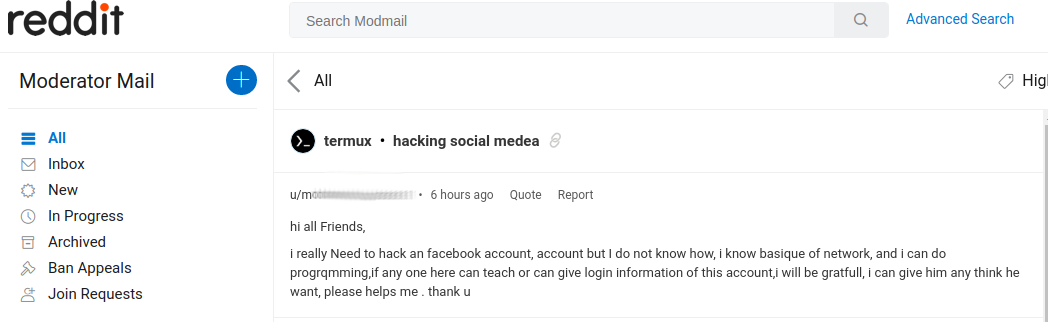 reddit
Search Modmail
Advanced Search
Moderator Mail
All
High
termux • hacking social medea
All
Inbox
New
In Progress
Archived
Ban Appeals
Join Requests
u/m • 6 hours ago Quote Report
hi all Friends,
i really Need to hack an facebook account, account but I do not know how, i know basique of network, and i can do
progrqmming,if any one here can teach or can give login information of this account,i will be gratfull, i can give him any think he
want, please helps me . thank u